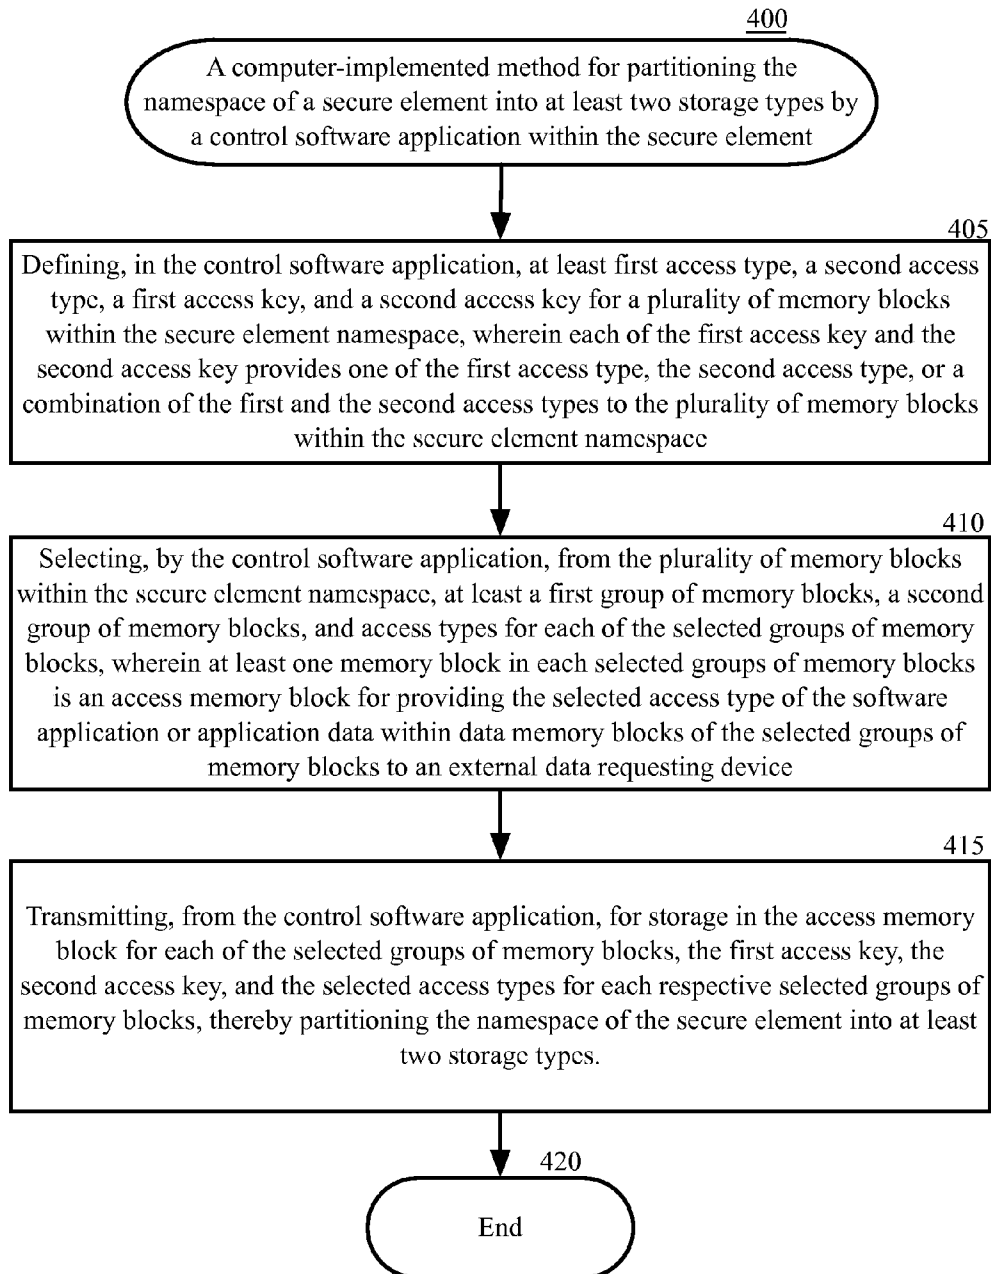 400
A computer-implemented method for partitioning the
namespace of a secure element into at least two storage types by
a control software application within the secure element
405
Defining, in the control software application, at least first access type, a second access
type, a first access key, and a second access key for a plurality of memory blocks
within the secure element namespace, wherein each of the first access key and the
second access key provides one of the first access type, the second access type, or a
combination of the first and the second access types to the plurality of memory blocks
within the secure element namespace
410
Selecting, by the control software application, from the plurality of memory blocks
within the secure element namespace, at least a first group of memory blocks, a second
group of memory blocks, and access types for each of the selected groups of memory
blocks, wherein at least one memory block in each selected groups of memory blocks
is an access memory block for providing the selected access type of the software
application or application data within data memory blocks of the selected groups of
memory blocks to an external data requesting device
415
Transmitting, from the control software application, for storage in the access memory
block for each of the selected groups of memory blocks, the first access key, the
second access key, and the selected access types for each respective selected groups of
memory blocks, thereby partitioning the namespace of the secure element into at least
two storage types.
420
End